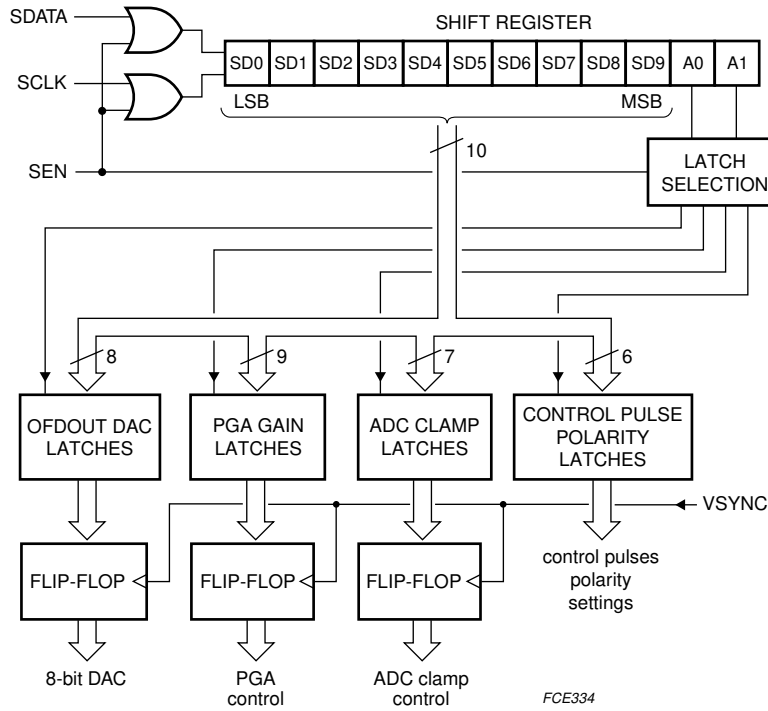 SHIFT REGISTER
SDATA
SCLK
SEN
SD0 SD1 SD2 SD3 SD4 SD5 SD6 SD7 SD8 SD9 A0 A1
LSB MSB
10
LATCH
SELECTION
8 9 7 6
OFDOUT DAC
LATCHES
PGA GAIN
LATCHES
ADC CLAMP
LATCHES
CONTROL PULSE
POLARITY
LATCHES
VSYNC
FLIP-FLOP
FLIP-FLOP
FLIP-FLOP
control pulses
polarity
settings
8-bit DAC
PGA
control
ADC clamp
control
FCE334